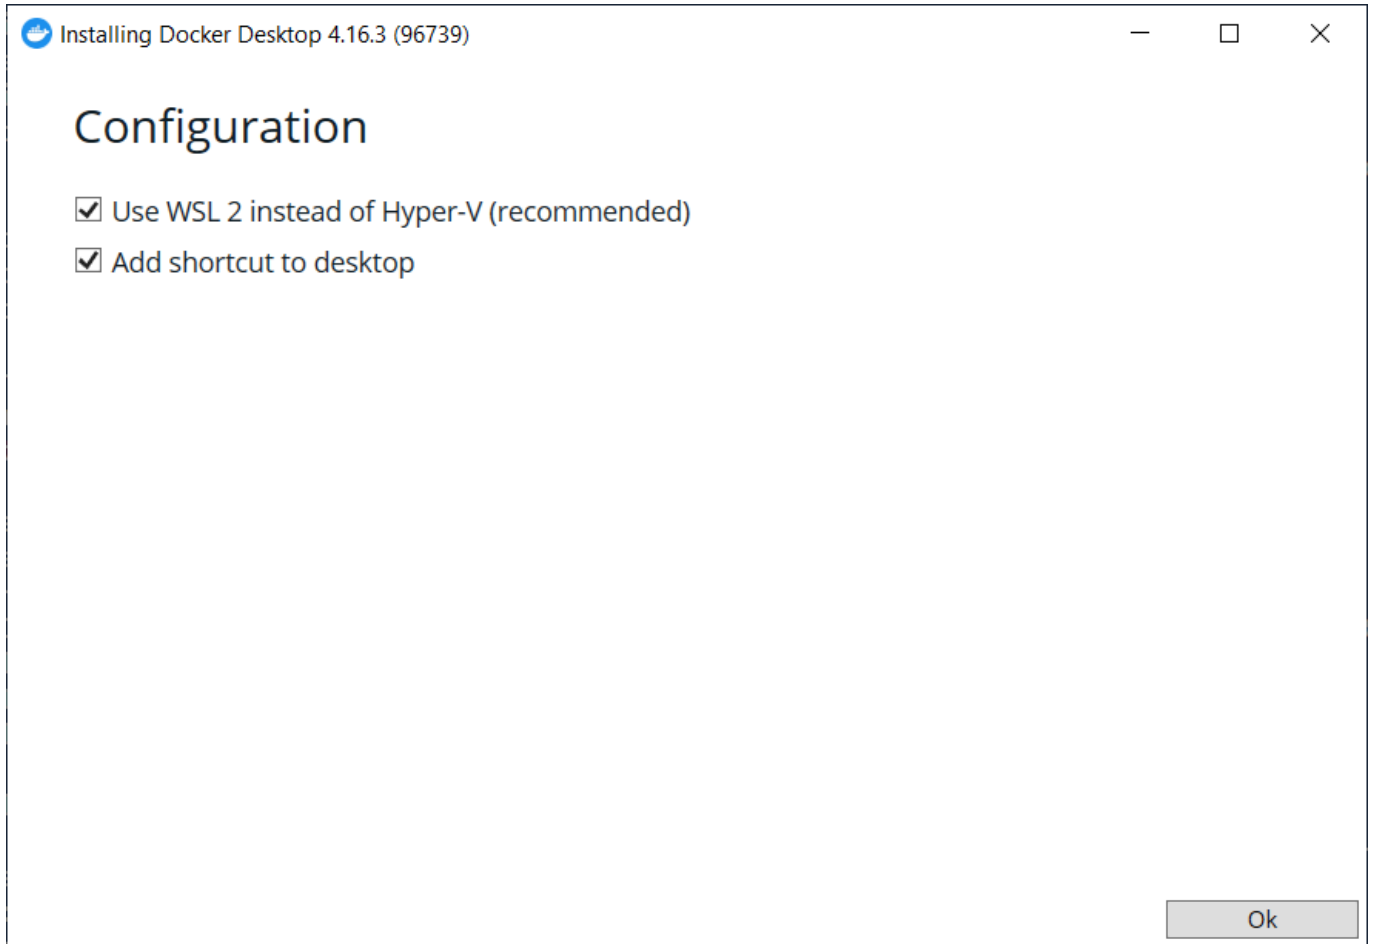 Installing Docker Desktop 4.16.3 (96739)
Configuration
Use WSL 2 instead of Hyper-V (recommended)
Add shortcut to desktop
Ok